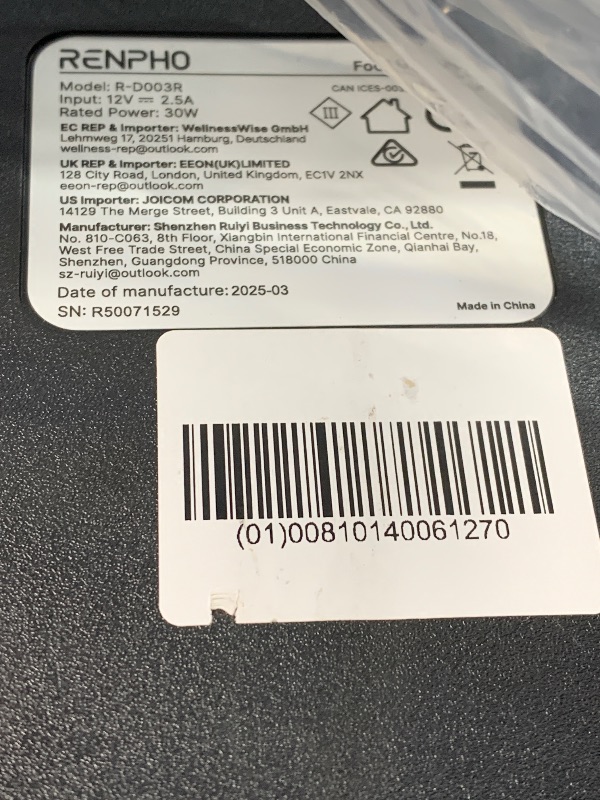 RENPHO
Model: R-D003R
CAN ICES-003
Input: 12V ⎓ 2.5A
Rated Power: 30W
III
EC REP & Importer: WellnessWise GmbH
Lehmweg 17, 20251 Hamburg, Deutschland
wellness-rep@outlook.com
UK REP & Importer: EEON(UK)LIMITED
128 City Road, London, United Kingdom, EC1V 2NX
eeon-rep@outlook.com
US Importer: JOICOM CORPORATION
14129 The Merge Street, Building 3 Unit A, Eastvale, CA 92880
Manufacturer: Shenzhen Ruiyi Business Technology Co., Ltd.
No. 810-C063, 8th Floor, Xiangbin International Financial Centre, No.18,
West Free Trade Street, China Special Economic Zone, Qianhai Bay,
Shenzhen, Guangdong Province, 518000 China
sz-ruiyi@outlook.com
Date of manufacture: 2025-03
SN: R50071529
Made in China
(01)00810140061270